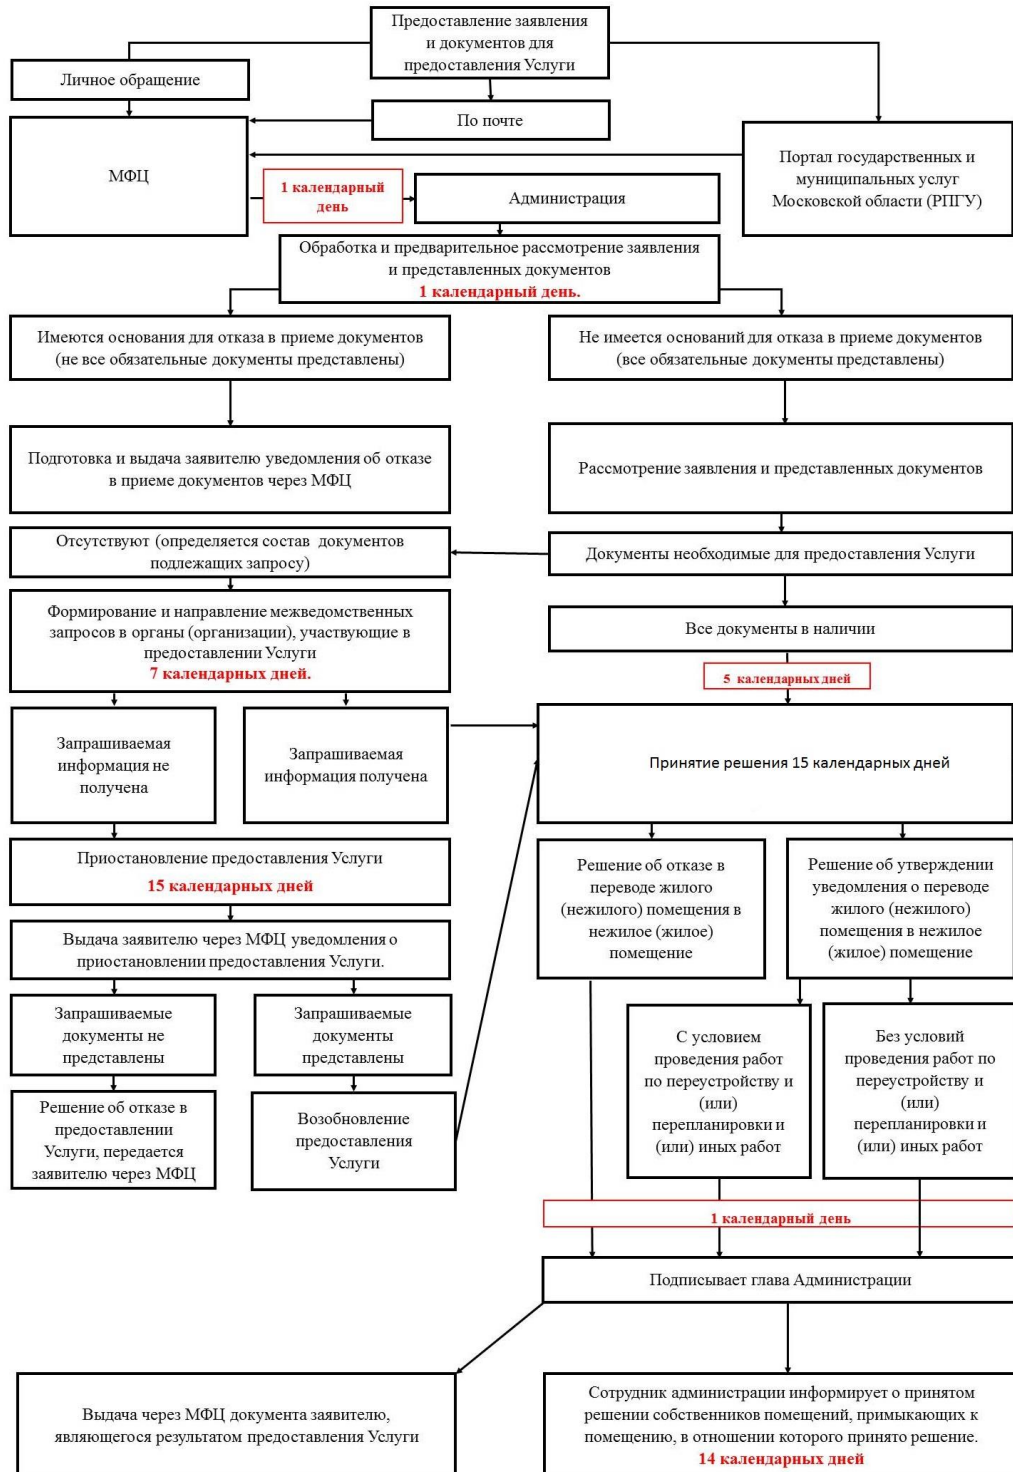 Предоставление заявления
и документов для
предоставления Услуги
Личное обращение
По почте
МФЦ
Портал государственных и
муниципальных услуг
Московской области (РПГУ)
1 календарный
день
Администрация
Обработка и предварительное рассмотрение заявления
и представленных документов
1 календарный день.
Имеются основания для отказа в приеме документов
(не все обязательные документы представлены)
Не имеется оснований для отказа в приеме документов
(все обязательные документы представлены)
Подготовка и выдача заявителю уведомления об отказе
в приеме документов через МФЦ
Рассмотрение заявления и представленных документов
Отсутствуют (определяется состав документов
подлежащих запросу)
Документы необходимые для предоставления Услуги
Формирование и направление межведомственных
запросов в органы (организации), участвующие в
предоставлении Услуги
7 календарных дней.
Все документы в наличии
5 календарных дней
Запрашиваемая
информация не
получена
Запрашиваемая
информация получена
Принятие решения 15 календарных дней
Приостановление предоставления Услуги
15 календарных дней
Решение об отказе в
переводе жилого
(нежилого) помещения в
нежилое (жилое)
помещение
Решение об утверждении
уведомления о переводе
жилого (нежилого)
помещения в нежилое
(жилое) помещение
Выдача заявителю через МФЦ уведомления о
приостановлении предоставления Услуги.
Запрашиваемые
документы не
представлены
Запрашиваемые
документы
представлены
С условием
проведения работ
по переустройству и
(или)
перепланировки и
(или) иных работ
Без условий
проведения работ по
переустройству и
(или)
перепланировки и
(или) иных работ
Решение об отказе в
предоставлении
Услуги, передается
заявителю через МФЦ
Возобновление
предоставления
Услуги
1 календарный день
Подписывает глава Администрации
Выдача через МФЦ документа заявителю,
являющегося результатом предоставления Услуги
Сотрудник администрации информирует о принятом
решении собственников помещений, примыкающих к
помещению, в отношении которого принято решение.
14 календарных дней